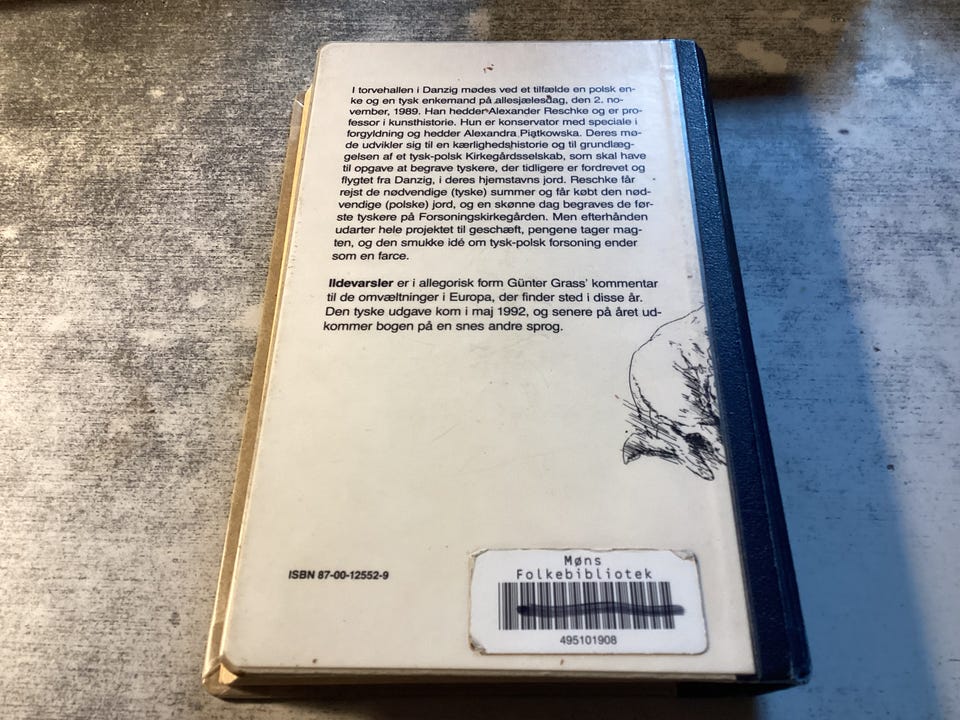 I torvehallen i Danzig mødes ved et tilfælde en polsk en-
ke og en tysk enkemand på allesjælesdag, den 2. no-
vember, 1989. Han hedder Alexander Reschke og er pro-
fessor i kunsthistorie. Hun er konservator med speciale i
forgyldning og hedder Alexandra Piątkowska. Deres mø-
de udvikler sig til en kærlighedshistorie og til grundlæg-
gelsen af et tysk-polsk Kirkegårdsselskab, som skal have
til opgave at begrave tyskere, der tidligere er fordrevet og
flygtet fra Danzig, i deres hjemstavns jord. Reschke får
rejst de nødvendige (tyske) summer og får købt den nød-
vendige (polske) jord, og en skønne dag begraves de før-
ste tyskere på Forsoningskirkegården. Men efterhånden
udarter hele projektet til geschæft, pengene tager mag-
ten, og den smukke idé om tysk-polsk forsoning ender
som en farce.
Ildevarsler er i allegorisk form Günter Grass' kommentar
til de omvæltninger i Europa, der finder sted i disse år.
Den tyske udgave kom i maj 1992, og senere på året ud-
kommer bogen på en snes andre sprog.
ISBN 87-00-12552-9
Møns
Folkebibliotek
495101908